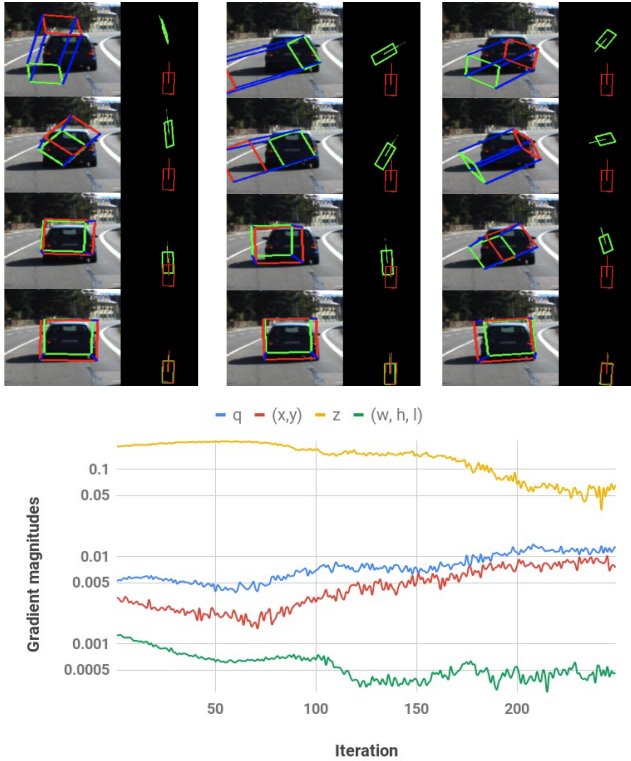 q (x,y) z (w, h, l)
Gradient magnitudes
0.1
0.05
0.01
0.005
0.001
0.0005
50 100 150 200
Iteration